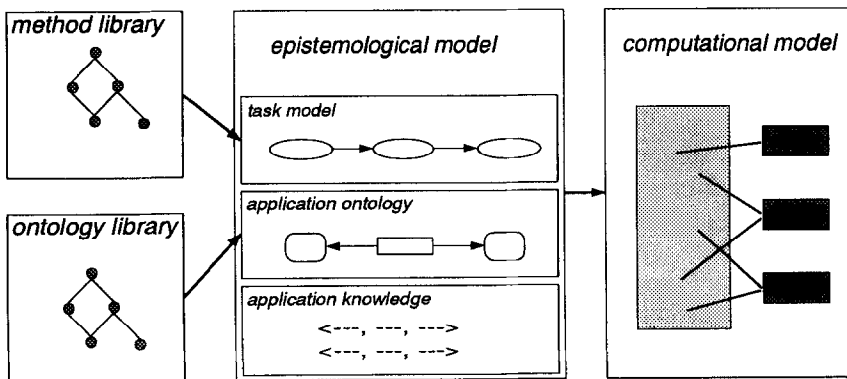 method library
epistemological model
computational model
task model
ontology library
application ontology
application knowledge
<---, ---, --->
<---, ---, --->